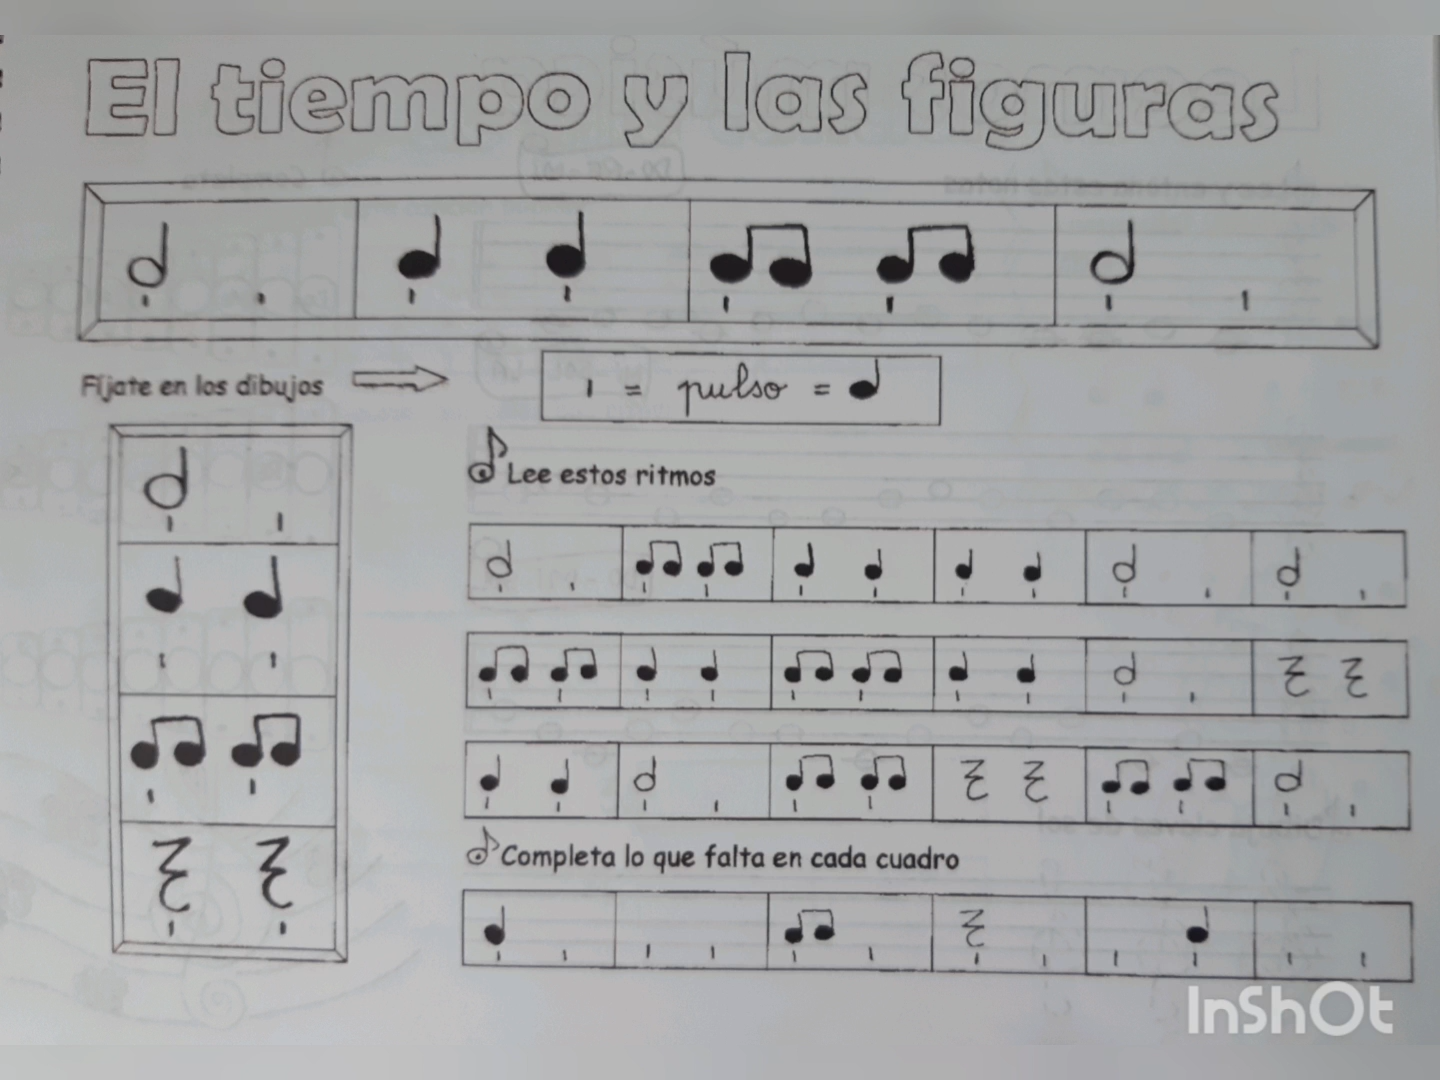 El tiempo y las figuras
Fíjate en los dibujos
ı = pulso = ♩
Lee estos ritmos
Completa lo que falta en cada cuadro
InShOt